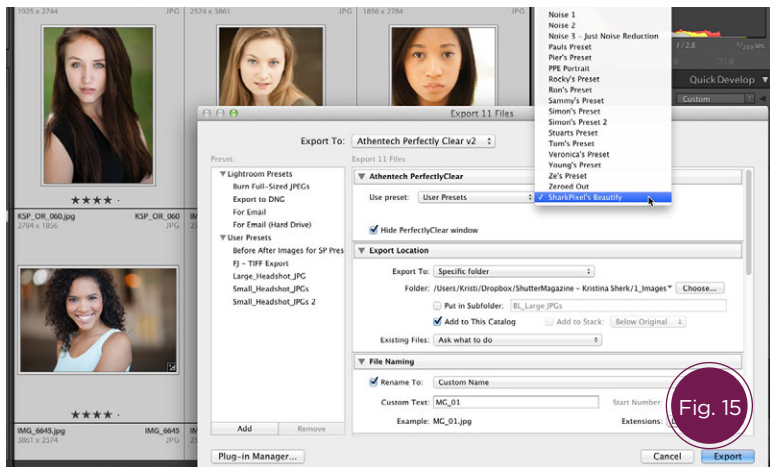 1925 x 2744 JPG 2574 x 3861 JPG 1856 x 2784 JPG
Noise 1
Noise 2
Noise 3 - Just Noise Reduction
Pauls Preset
Pier's Preset
PPE Portrait
Rocky's Preset
Ron's Preset
Sammy's Preset
Simon's Preset
Simon's Preset 2
Stuarts Preset
Tom's Preset
Veronica's Preset
Young's Preset
Ze's Preset
Zeroed Out
✓ SharkPixel's Beautify
f / 2.8 1/250 SEC
Quick Develop
Custom
Export 11 Files
Export To: Athentech Perfectly Clear v2
Preset: Export 11 Files
Lightroom Presets
Burn Full-Sized JPEGs
Export to DNG
For Email
For Email (Hard Drive)
User Presets
Before After Images for SP Pres
FJ - TIFF Export
Large_Headshot_JPG
Small_Headshot_JPGs
Small_Headshot_JPGs 2
Add Remove
Athentech PerfectlyClear
Use preset: User Presets
Hide PerfectlyClear window
Export Location
Export To: Specific folder
Folder: /Users/Kristi/Dropbox/ShutterMagazine - Kristina Sherk/1_Images Choose...
Put in Subfolder: BL_Large JPGs
Add to This Catalog Add to Stack: Below Original
Existing Files: Ask what to do
File Naming
Rename To: Custom Name
Custom Text: MG_01 Start Number:
Example: MG_01.jpg Extensions:
Plug-in Manager... Cancel Export
KSP_OR_060.jpg KSP_OR_060
2784 x 1856 JPG
IMG_6645.jpg IMG_6645
3861 x 2574 JPG
Fig. 15